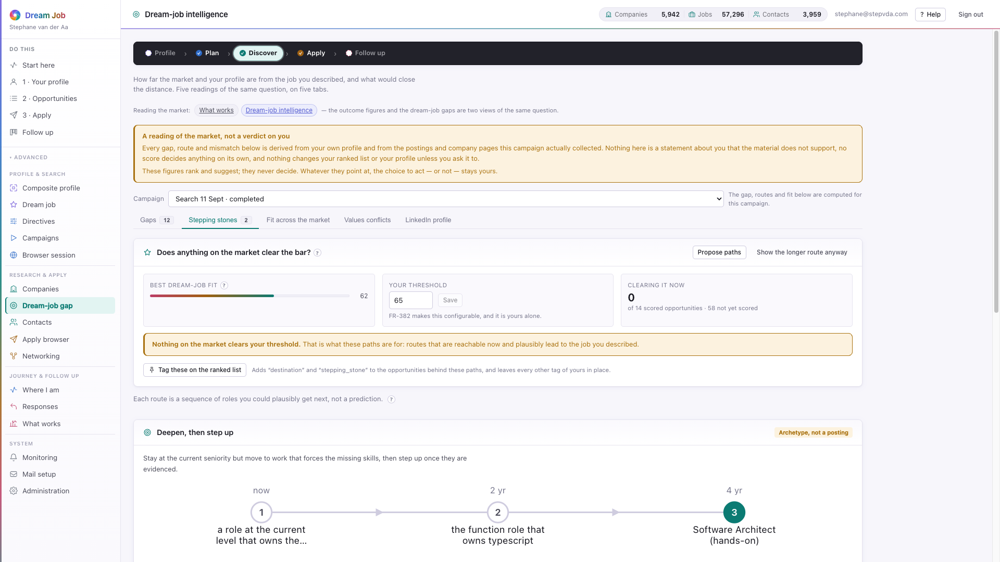 Dream Job
Stephane van der Aa
DO THIS
Start here
1 · Your profile
2 · Opportunities
3 · Apply
Follow up
ADVANCED
PROFILE & SEARCH
Composite profile
Dream job
Directives
Campaigns
Browser session
RESEARCH & APPLY
Companies
Dream-job gap
Contacts
Apply browser
Networking
JOURNEY & FOLLOW UP
Where I am
Responses
What works
SYSTEM
Monitoring
Mail setup
Administration
Dream-job intelligence
Companies 5,942 Jobs 57,296 Contacts 3,959
stephane@stepvda.com
? Help
Sign out
Profile › Plan › Discover › Apply › Follow up
How far the market and your profile are from the job you described, and what would close
the distance. Five readings of the same question, on five tabs.
Reading the market: What works Dream-job intelligence — the outcome figures and the dream-job gaps are two views of the same question.
A reading of the market, not a verdict on you
Every gap, route and mismatch below is derived from your own profile and from the postings and company pages this campaign actually collected. Nothing here is a statement about you that the material does not support, no
score decides anything on its own, and nothing changes your ranked list or your profile unless you ask it to.
These figures rank and suggest; they never decide. Whatever they point at, the choice to act — or not — stays yours.
Campaign
Search 11 Sept · completed
The gap, routes and fit below are computed for
this campaign.
Gaps 12
Stepping stones 2
Fit across the market
Values conflicts
LinkedIn profile
Does anything on the market clear the bar? ?
Propose paths
Show the longer route anyway
BEST DREAM-JOB FIT ?
62
YOUR THRESHOLD
65
Save
FR-382 makes this configurable, and it is yours alone.
CLEARING IT NOW
0
of 14 scored opportunities · 58 not yet scored
Nothing on the market clears your threshold. That is what these paths are for: routes that are reachable now and plausibly lead to the job you described.
Tag these on the ranked list
Adds “destination” and “stepping_stone” to the opportunities behind these paths, and leaves every other tag of yours in place.
Each route is a sequence of roles you could plausibly get next, not a prediction. ?
Deepen, then step up
Archetype, not a posting
Stay at the current seniority but move to work that forces the missing skills, then step up once they are
evidenced.
now
1
a role at the current
level that owns the...
2 yr
2
the function role that
owns typescript
4 yr
3
Software Architect
(hands-on)